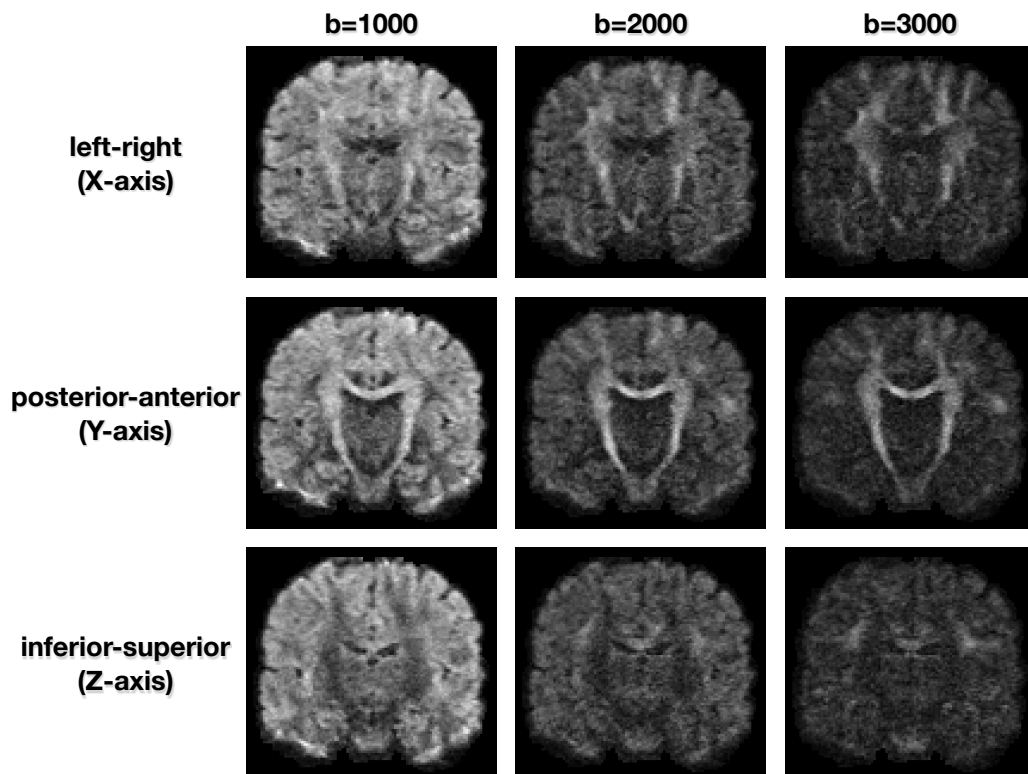 b=1000 b=2000 b=3000
left-right
(X-axis)
posterior-anterior
(Y-axis)
inferior-superior
(Z-axis)